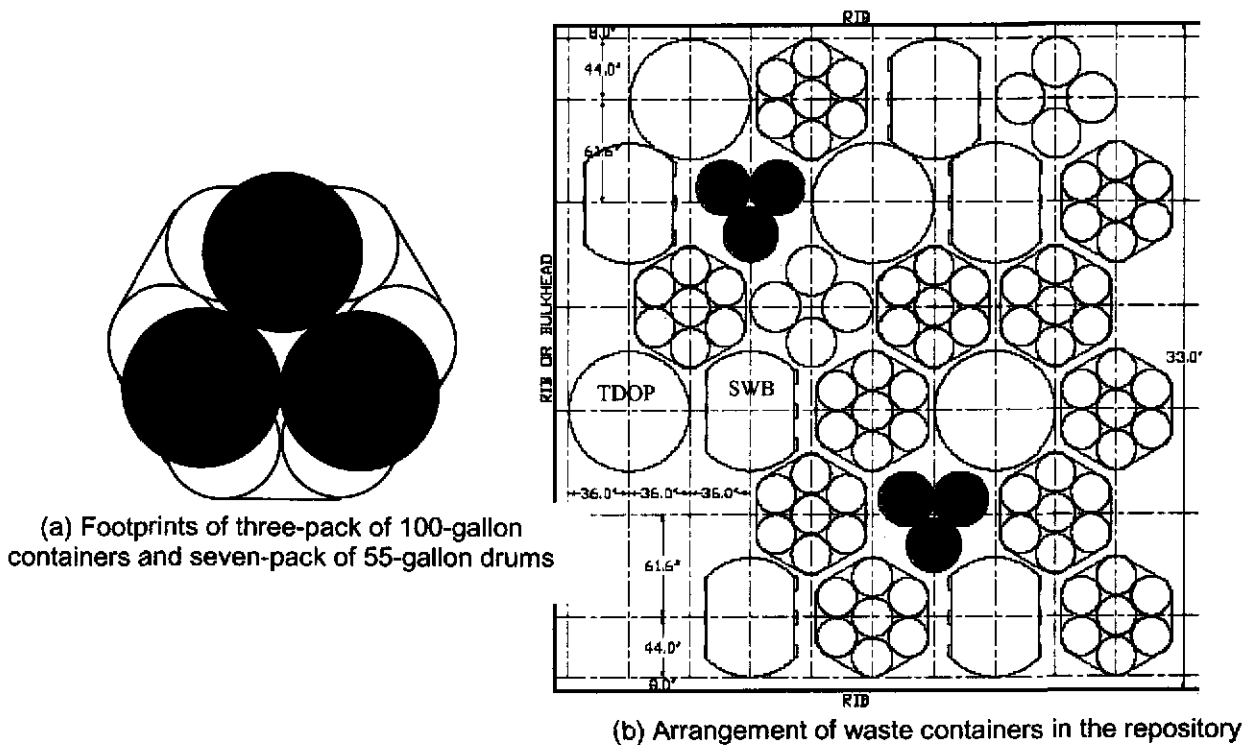 RIB
8.0"
44.0"
61.6"
RIB OR BULKHEAD
33.0'
TDOP
SWB
36.0" 36.0" 36.0"
61.6"
44.0"
8.0"
RIB
(a) Footprints of three-pack of 100-gallon
containers and seven-pack of 55-gallon drums
(b) Arrangement of waste containers in the repository